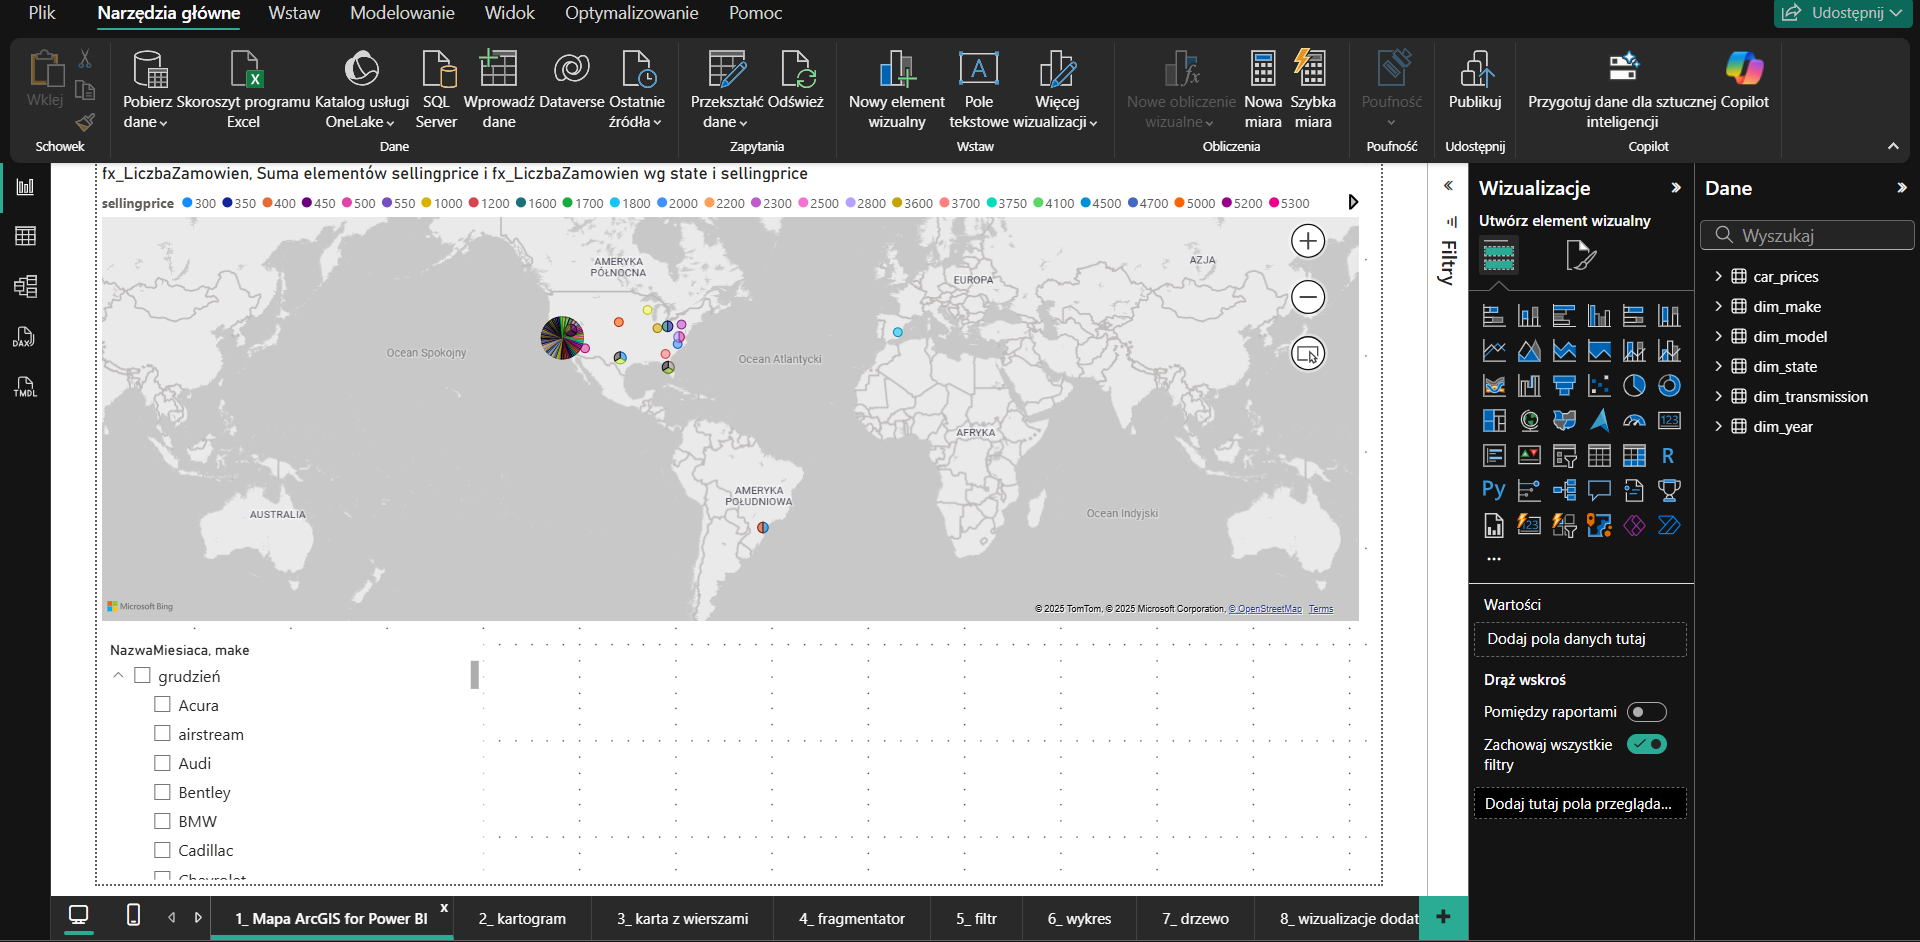 Plik Narzędzia główne Wstaw Modelowanie Widok Optymalizowanie Pomoc Udostępnij
Wklej
Schowek
Pobierz dane
Skoroszyt programu Excel
Katalog usługi OneLake
SQL Server
Wprowadź dane
Dataverse
Ostatnie źródła
Dane
Przekształć dane
Odśwież
Zapytania
Nowy element wizualny
Pole tekstowe
Więcej wizualizacji
Wstaw
Nowe obliczenie wizualne
Nowa miara
Szybka miara
Obliczenia
Poufność
Poufność
Publikuj
Udostępnij
Przygotuj dane dla sztucznej inteligencji
Copilot
Copilot
DAX
TMDL
fx_LiczbaZamowien, Suma elementów sellingprice i fx_LiczbaZamowien wg state i sellingprice
sellingprice 300 350 400 450 500 550 1000 1200 1600 1700 1800 2000 2200 2300 2500 2800 3600 3700 3750 4100 4500 4700 5000 5200 5300
AMERYKA PÓŁNOCNA
EUROPA
AZJA
Ocean Spokojny
Ocean Atlantycki
AFRYKA
AMERYKA POŁUDNIOWA
AUSTRALIA
Ocean Indyjski
Microsoft Bing
© 2025 TomTom, © 2025 Microsoft Corporation, © OpenStreetMap Terms
NazwaMiesiaca, make
grudzień
Acura
airstream
Audi
Bentley
BMW
Cadillac
Chevrolet
Filtry
Wizualizacje
Utwórz element wizualny
123
R
Py
123
...
Wartości
Dodaj pola danych tutaj
Drąż wskroś
Pomiędzy raportami
Zachowaj wszystkie filtry
Dodaj tutaj pola przegląda...
Dane
Wyszukaj
car_prices
dim_make
dim_model
dim_state
dim_transmission
dim_year
1_ Mapa ArcGIS for Power BI x
2_ kartogram
3_ karta z wierszami
4_ fragmentator
5_ filtr
6_ wykres
7_ drzewo
8_ wizualizacje dodat